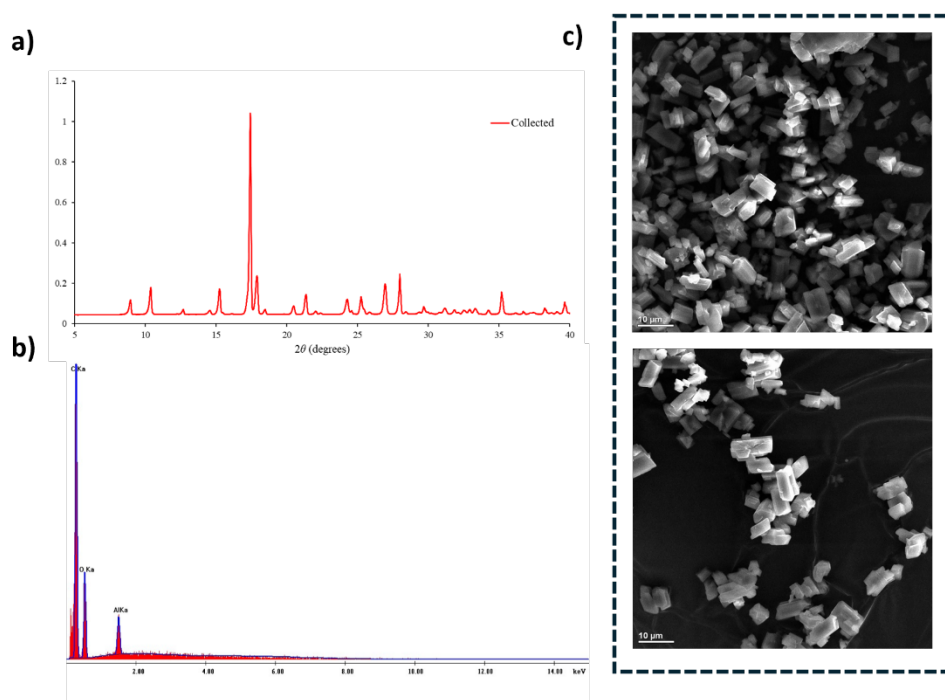 a)
1.2
1
0.8
0.6
0.4
0.2
0
Collected
5
10
15
20
25
30
35
40
2θ (degrees)
b)
C Ka
O Ka
AlKa
2.00
4.00
6.00
8.00
10.00
12.00
14.00
keV
c)
10 µm
10 µm